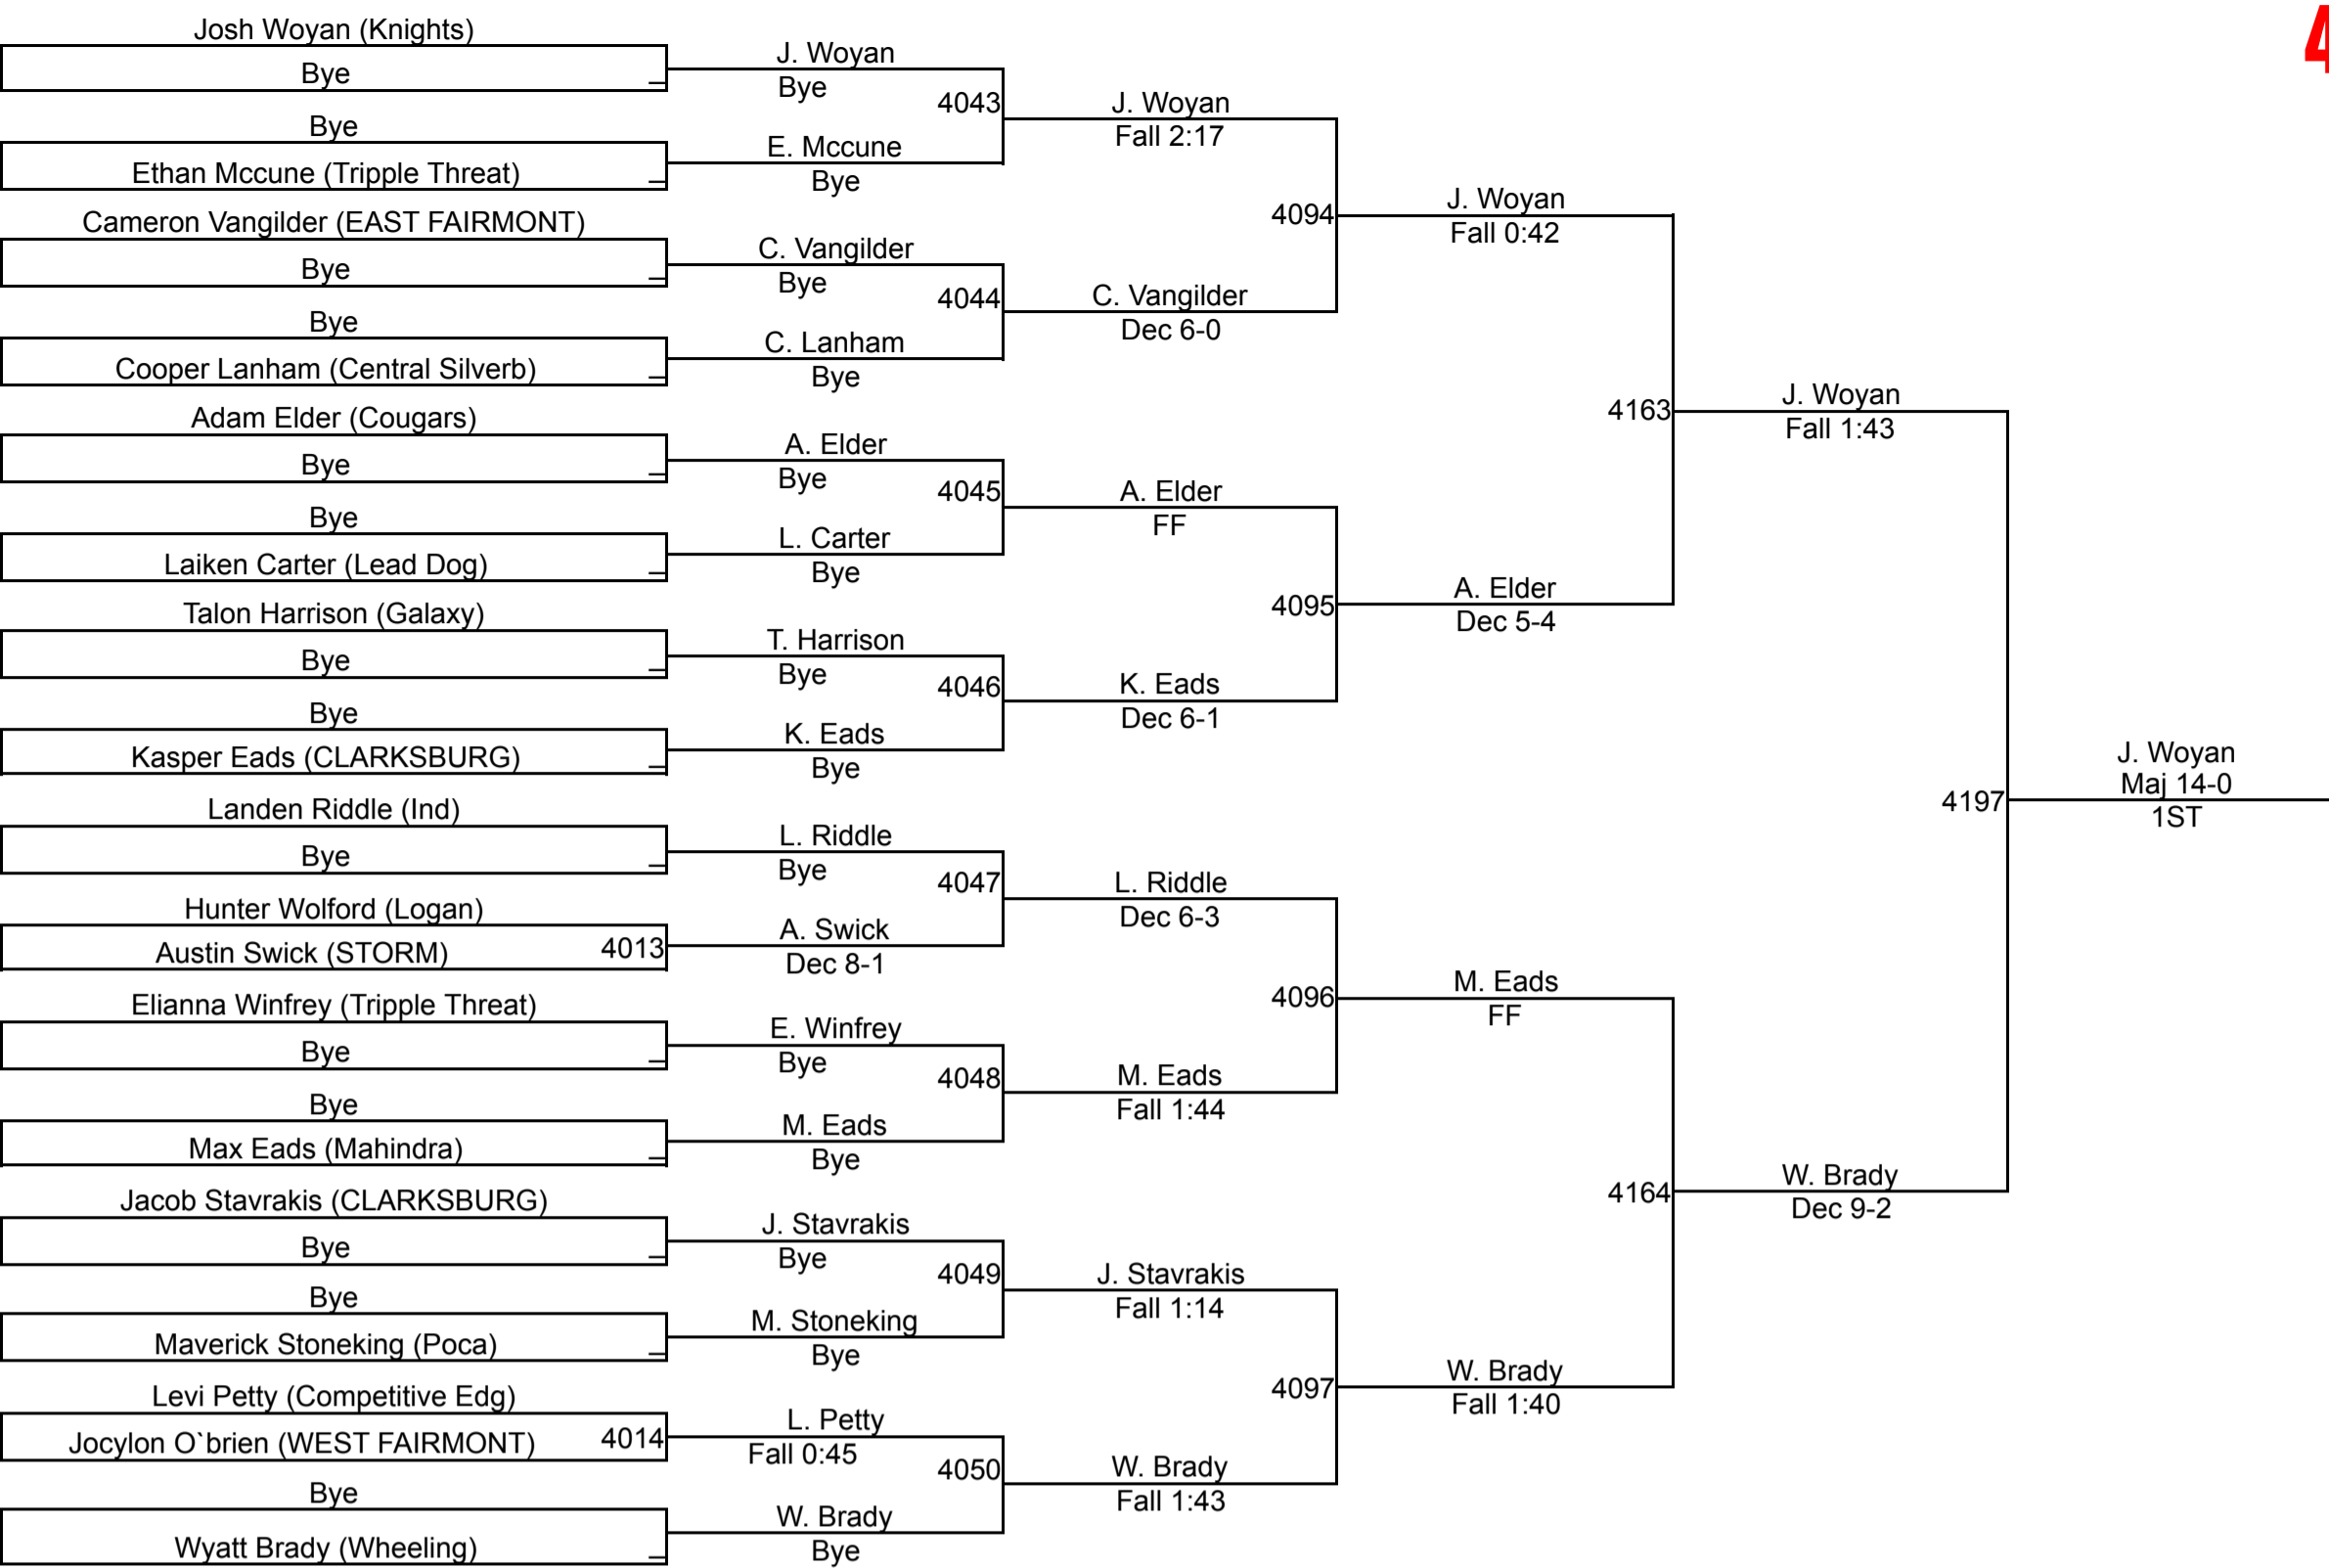 Josh Woyan (Knights)
Bye
Bye
Ethan Mccune (Tripple Threat)
Cameron Vangilder (EAST FAIRMONT)
Bye
Bye
Cooper Lanham (Central Silverb)
Adam Elder (Cougars)
Bye
Bye
Laiken Carter (Lead Dog)
Talon Harrison (Galaxy)
Bye
Bye
Kasper Eads (CLARKSBURG)
Landen Riddle (Ind)
Bye
Hunter Wolford (Logan)
Austin Swick (STORM) 4013
Elianna Winfrey (Tripple Threat)
Bye
Bye
Max Eads (Mahindra)
Jacob Stavrakis (CLARKSBURG)
Bye
Bye
Maverick Stoneking (Poca)
Levi Petty (Competitive Edg)
Jocylon O`brien (WEST FAIRMONT) 4014
Bye
Wyatt Brady (Wheeling)
J. Woyan
Bye
4043
E. Mccune
Bye
C. Vangilder
Bye
4044
C. Lanham
Bye
A. Elder
Bye
4045
L. Carter
Bye
T. Harrison
Bye
4046
K. Eads
Bye
L. Riddle
Bye
4047
A. Swick
Dec 8-1
E. Winfrey
Bye
4048
M. Eads
Bye
J. Stavrakis
Bye
4049
M. Stoneking
Bye
L. Petty
Fall 0:45
4050
W. Brady
Bye
J. Woyan
Fall 2:17
4094
C. Vangilder
Dec 6-0
A. Elder
FF
4095
K. Eads
Dec 6-1
L. Riddle
Dec 6-3
4096
M. Eads
Fall 1:44
J. Stavrakis
Fall 1:14
4097
W. Brady
Fall 1:43
J. Woyan
Fall 0:42
4163
A. Elder
Dec 5-4
M. Eads
FF
4164
W. Brady
Fall 1:40
J. Woyan
Fall 1:43
4197
W. Brady
Dec 9-2
J. Woyan
Maj 14-0
1ST